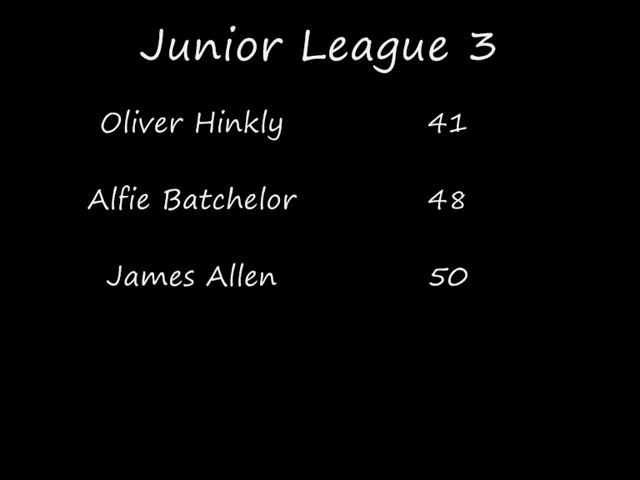 Junior League 3
Oliver Hinkly 41
Alfie Batchelor 48
James Allen 50